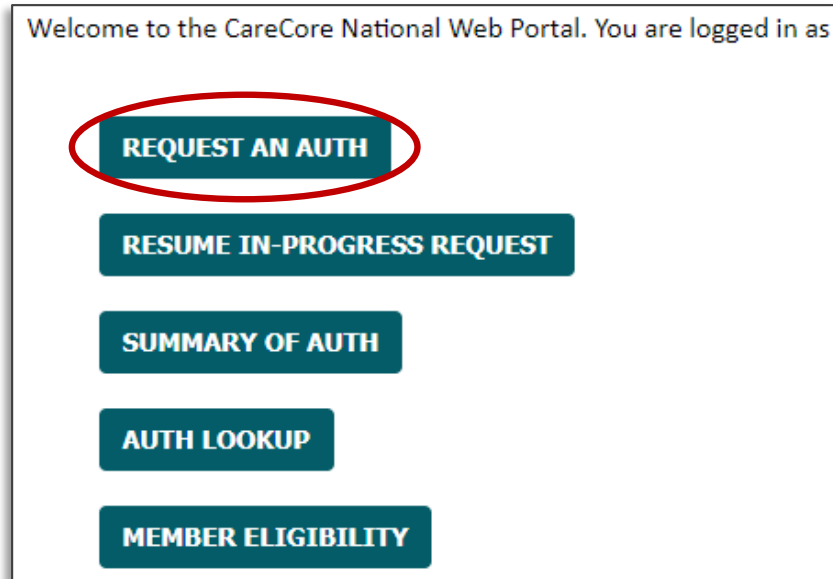 Welcome to the CareCore National Web Portal. You are logged in as
REQUEST AN AUTH
RESUME IN-PROGRESS REQUEST
SUMMARY OF AUTH
AUTH LOOKUP
MEMBER ELIGIBILITY